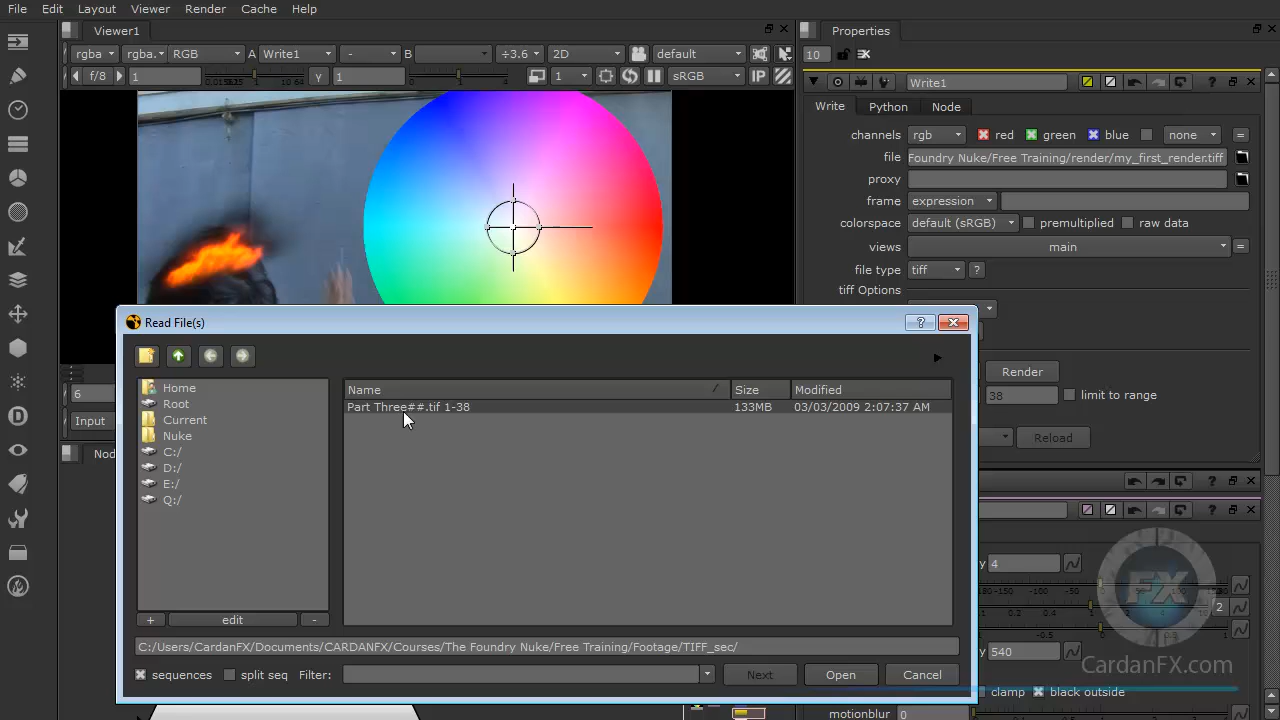 File Edit Layout Viewer Render Cache Help
Viewer1
Properties
rgba rgba. RGB A Write1 - B ÷3.6 2D default
10
f/8 1 γ 1 1 sRGB IP
Write1
Write Python Node
channels rgb red green blue none =
file Foundry Nuke/Free Training/render/my_first_render.tiff
proxy
frame expression
colorspace default (sRGB) premultiplied raw data
views main =
file type tiff ?
tiff Options
Read File(s)
Render
38 limit to range
Reload
6
Input
Nod
Home
Root
Current
Nuke
C:/
D:/
E:/
Q:/
+ edit -
Name Size Modified
Part Three##.tif 1-38 133MB 03/03/2009 2:07:37 AM
C:/Users/CardanFX/Documents/CARDANFX/Courses/The Foundry Nuke/Free Training/Footage/TIFF_sec/
sequences split seq Filter: Next Open Cancel
y 4
2
540
FX
CardanFX.com
clamp black outside
motionblur 0